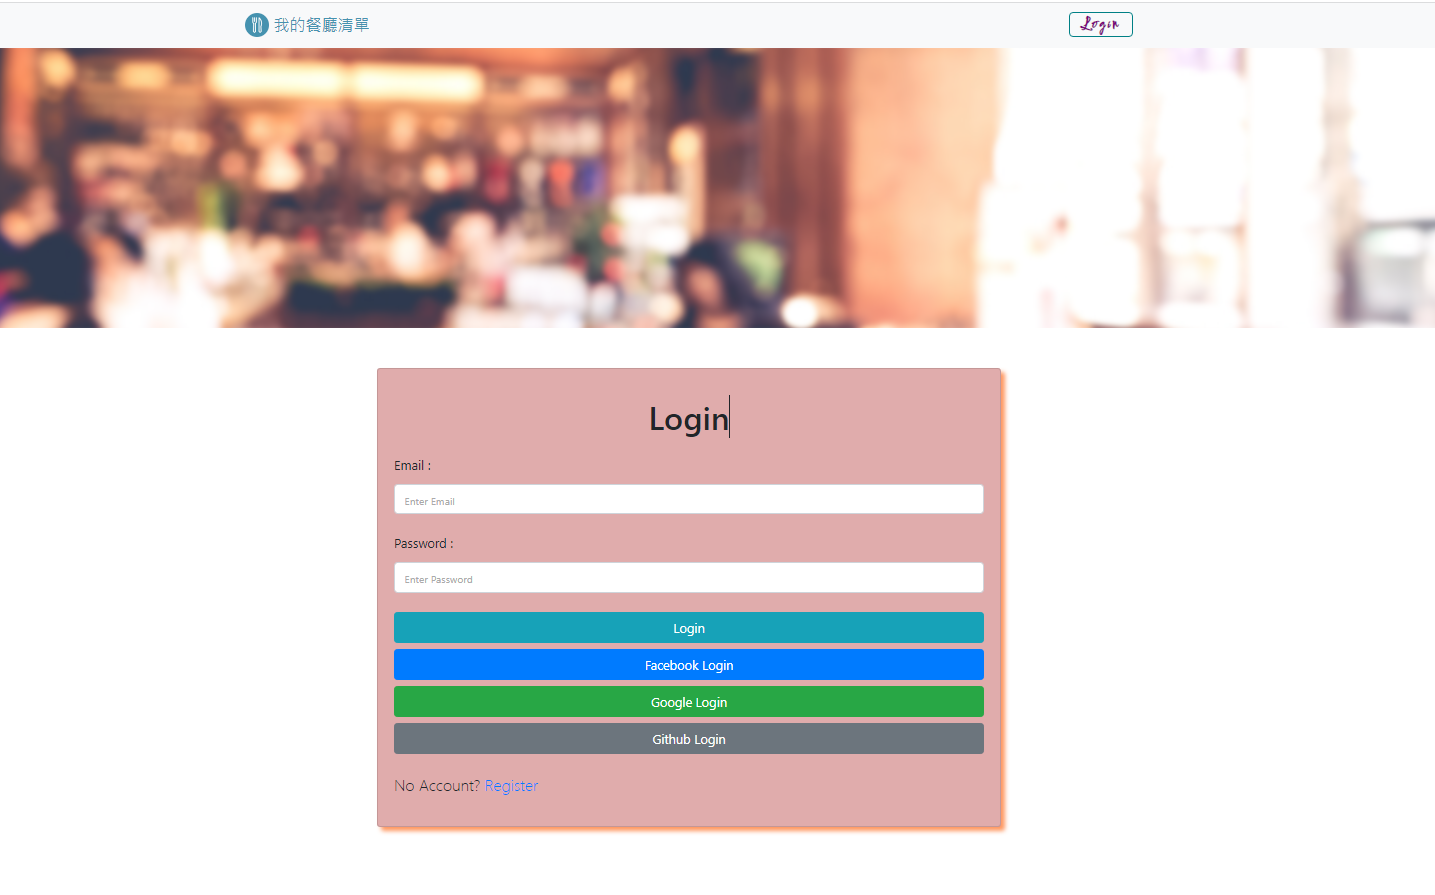 我的餐廳清單
Login
Login
Email :
Enter Email
Password :
Enter Password
Login
Facebook Login
Google Login
Github Login
No Account? Register